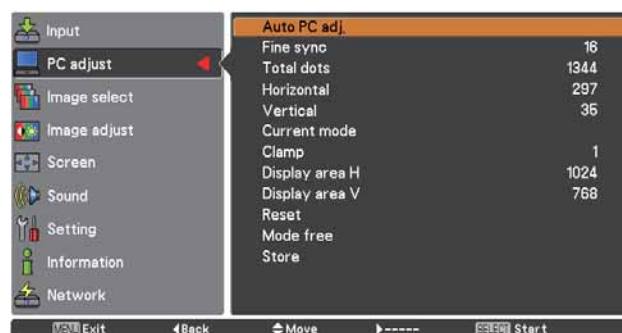 Input
PC adjust
Image select
Image adjust
Screen
Sound
Setting
Information
Network
Auto PC adj.
Fine sync 16
Total dots 1344
Horizontal 297
Vertical 35
Current mode
Clamp 1
Display area H 1024
Display area V 768
Reset
Mode free
Store
MENU Exit Back Move ----- SELECT Start